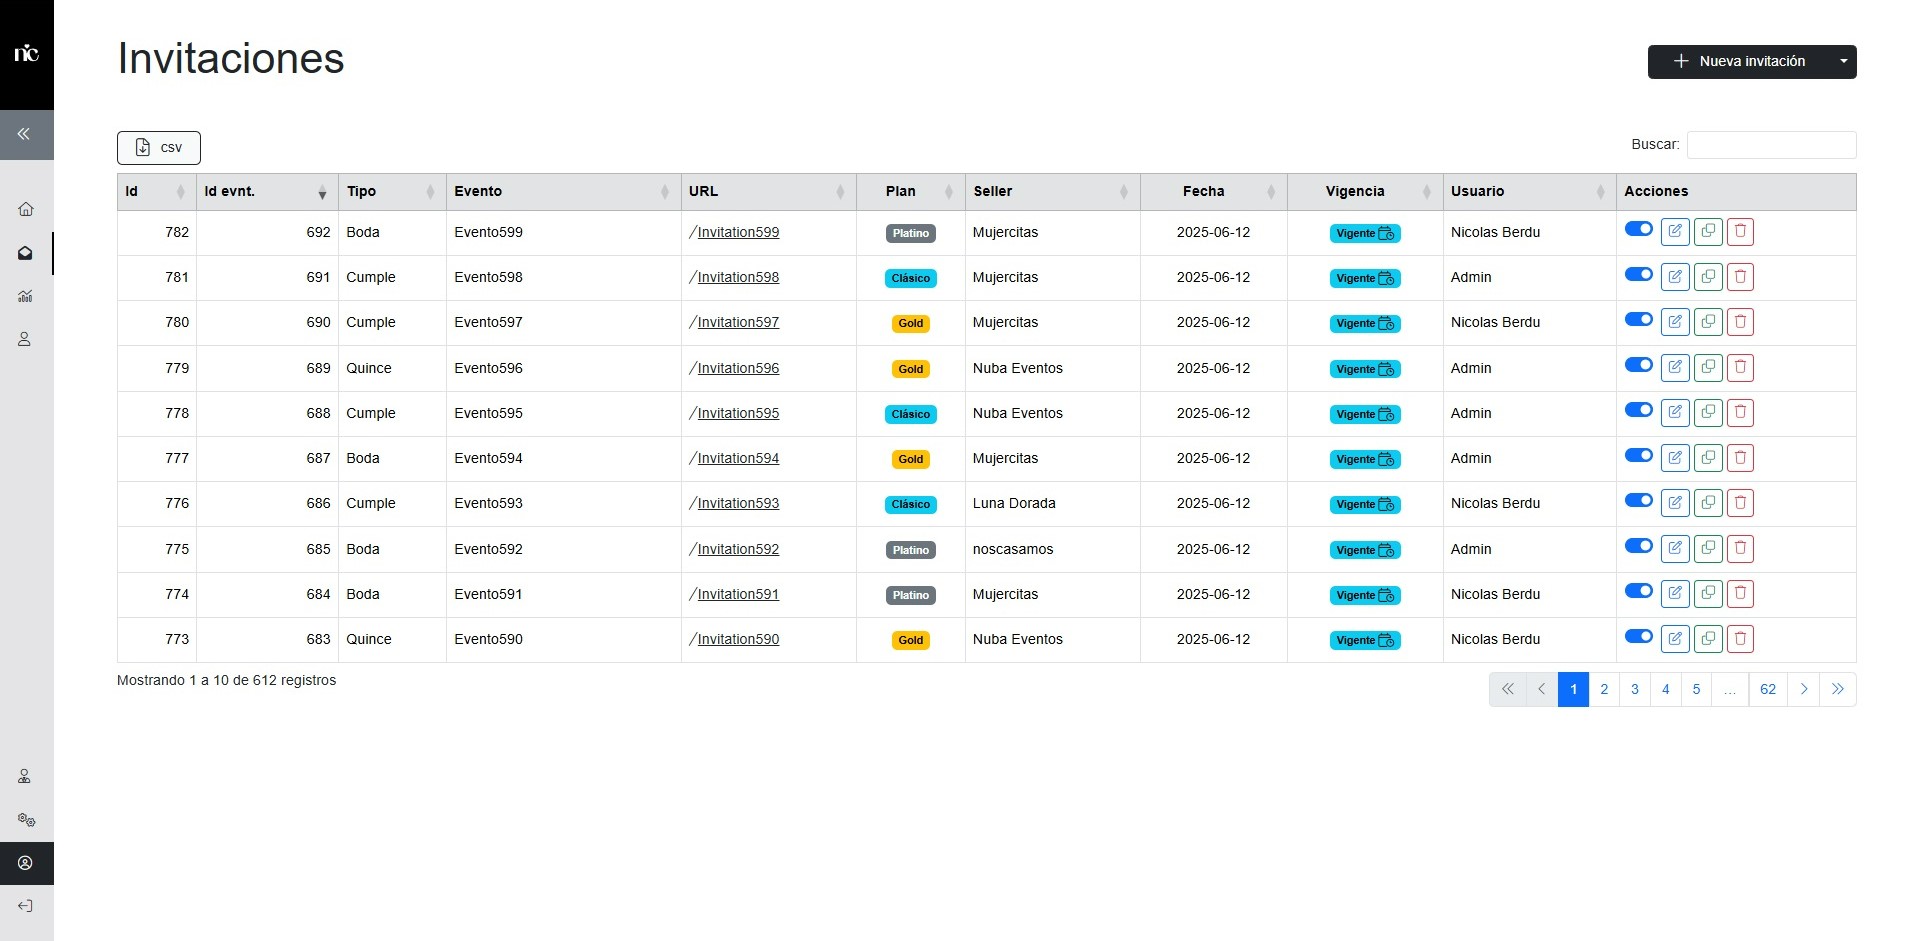 nic
Invitaciones
Nueva invitación
csv
Buscar:
Id Id evnt. Tipo Evento URL Plan Seller Fecha Vigencia Usuario Acciones
782 692 Boda Evento599 /Invitation599 Platino Mujercitas 2025-06-12 Vigente Nicolas Berdu
781 691 Cumple Evento598 /Invitation598 Clásico Mujercitas 2025-06-12 Vigente Admin
780 690 Cumple Evento597 /Invitation597 Gold Mujercitas 2025-06-12 Vigente Nicolas Berdu
779 689 Quince Evento596 /Invitation596 Gold Nuba Eventos 2025-06-12 Vigente Admin
778 688 Cumple Evento595 /Invitation595 Clásico Nuba Eventos 2025-06-12 Vigente Admin
777 687 Boda Evento594 /Invitation594 Gold Mujercitas 2025-06-12 Vigente Admin
776 686 Cumple Evento593 /Invitation593 Clásico Luna Dorada 2025-06-12 Vigente Nicolas Berdu
775 685 Boda Evento592 /Invitation592 Platino noscasamos 2025-06-12 Vigente Admin
774 684 Boda Evento591 /Invitation591 Platino Mujercitas 2025-06-12 Vigente Nicolas Berdu
773 683 Quince Evento590 /Invitation590 Gold Nuba Eventos 2025-06-12 Vigente Nicolas Berdu
Mostrando 1 a 10 de 612 registros
1 2 3 4 5 … 62